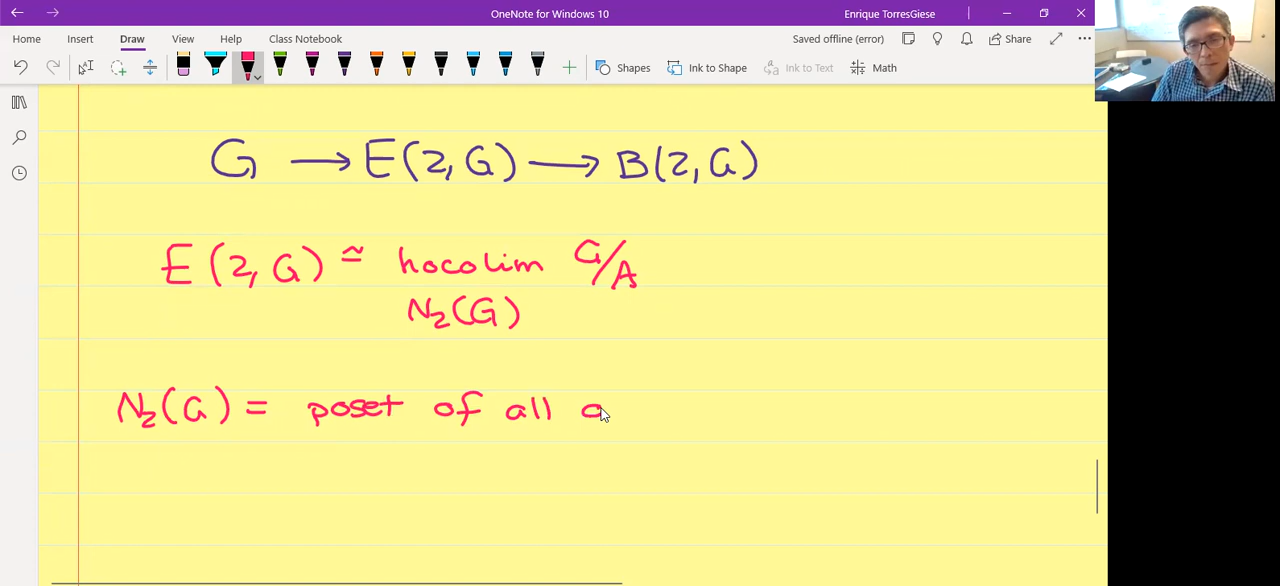 OneNote for Windows 10
Enrique TorresGiese
Home Insert Draw View Help Class Notebook
Saved offline (error) Share
Shapes Ink to Shape Ink to Text Math
G → E(2, G) → B(2, G)
E(2, G) ≃ hocolim G/A
N₂(G)
N₂(G) = poset of all a